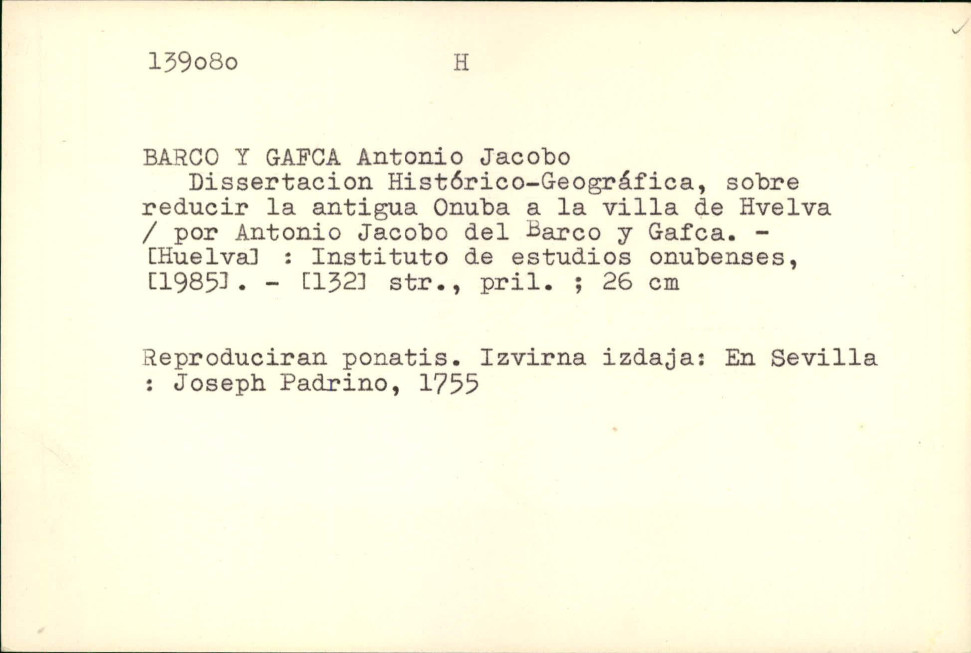 139080 H
BARCO Y GAFCA Antonio Jacobo
Dissertacion Histórico-Geográfica, sobre
reducir la antigua Onuba a la villa de Hvelva
/ por Antonio Jacobo del Barco y Gafca. -
[Huelva] : Instituto de estudios onubenses,
[1985]. - [132] str., pril. ; 26 cm
Reproduciran ponatis. Izvirna izdaja: En Sevilla
: Joseph Padrino, 1755